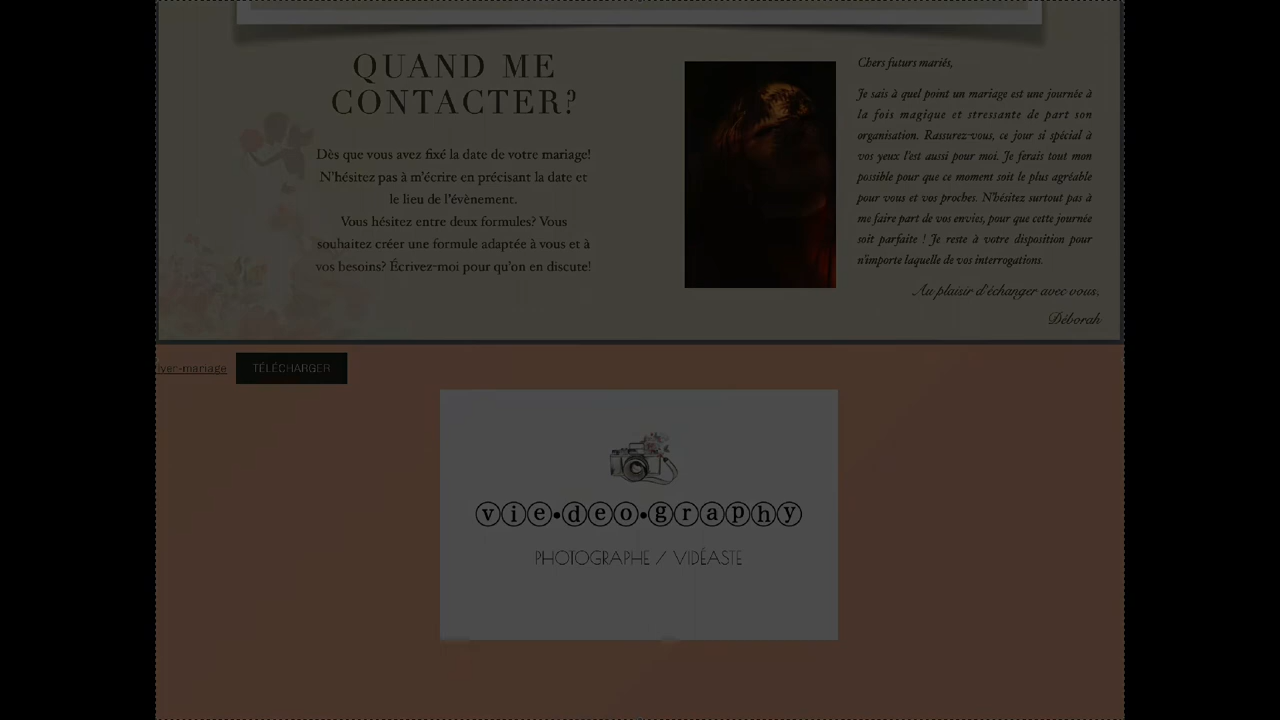 QUAND ME
CONTACTER?
Dès que vous avez fixé la date de votre mariage!
N'hésitez pas à m'écrire en précisant la date et
le lieu de l'évènement.
Vous hésitez entre deux formules? Vous
souhaitez créer une formule adaptée à vous et à
vos besoins? Écrivez-moi pour qu'on en discute!
Chers futurs mariés,
Je sais à quel point un mariage est une journée à
la fois magique et stressante de part son
organisation. Rassurez-vous, ce jour si spécial à
vos yeux l'est aussi pour moi. Je ferais tout mon
possible pour que ce moment soit le plus agréable
pour vous et vos proches. N'hésitez surtout pas à
me faire part de vos envies, pour que cette journée
soit parfaite ! Je reste à votre disposition pour
n'importe laquelle de vos interrogations.
Au plaisir d'échanger avec vous.
Déborah
lyer-mariage
TÉLÉCHARGER
vie•deo•graphy
PHOTOGRAPHE / VIDÉASTE